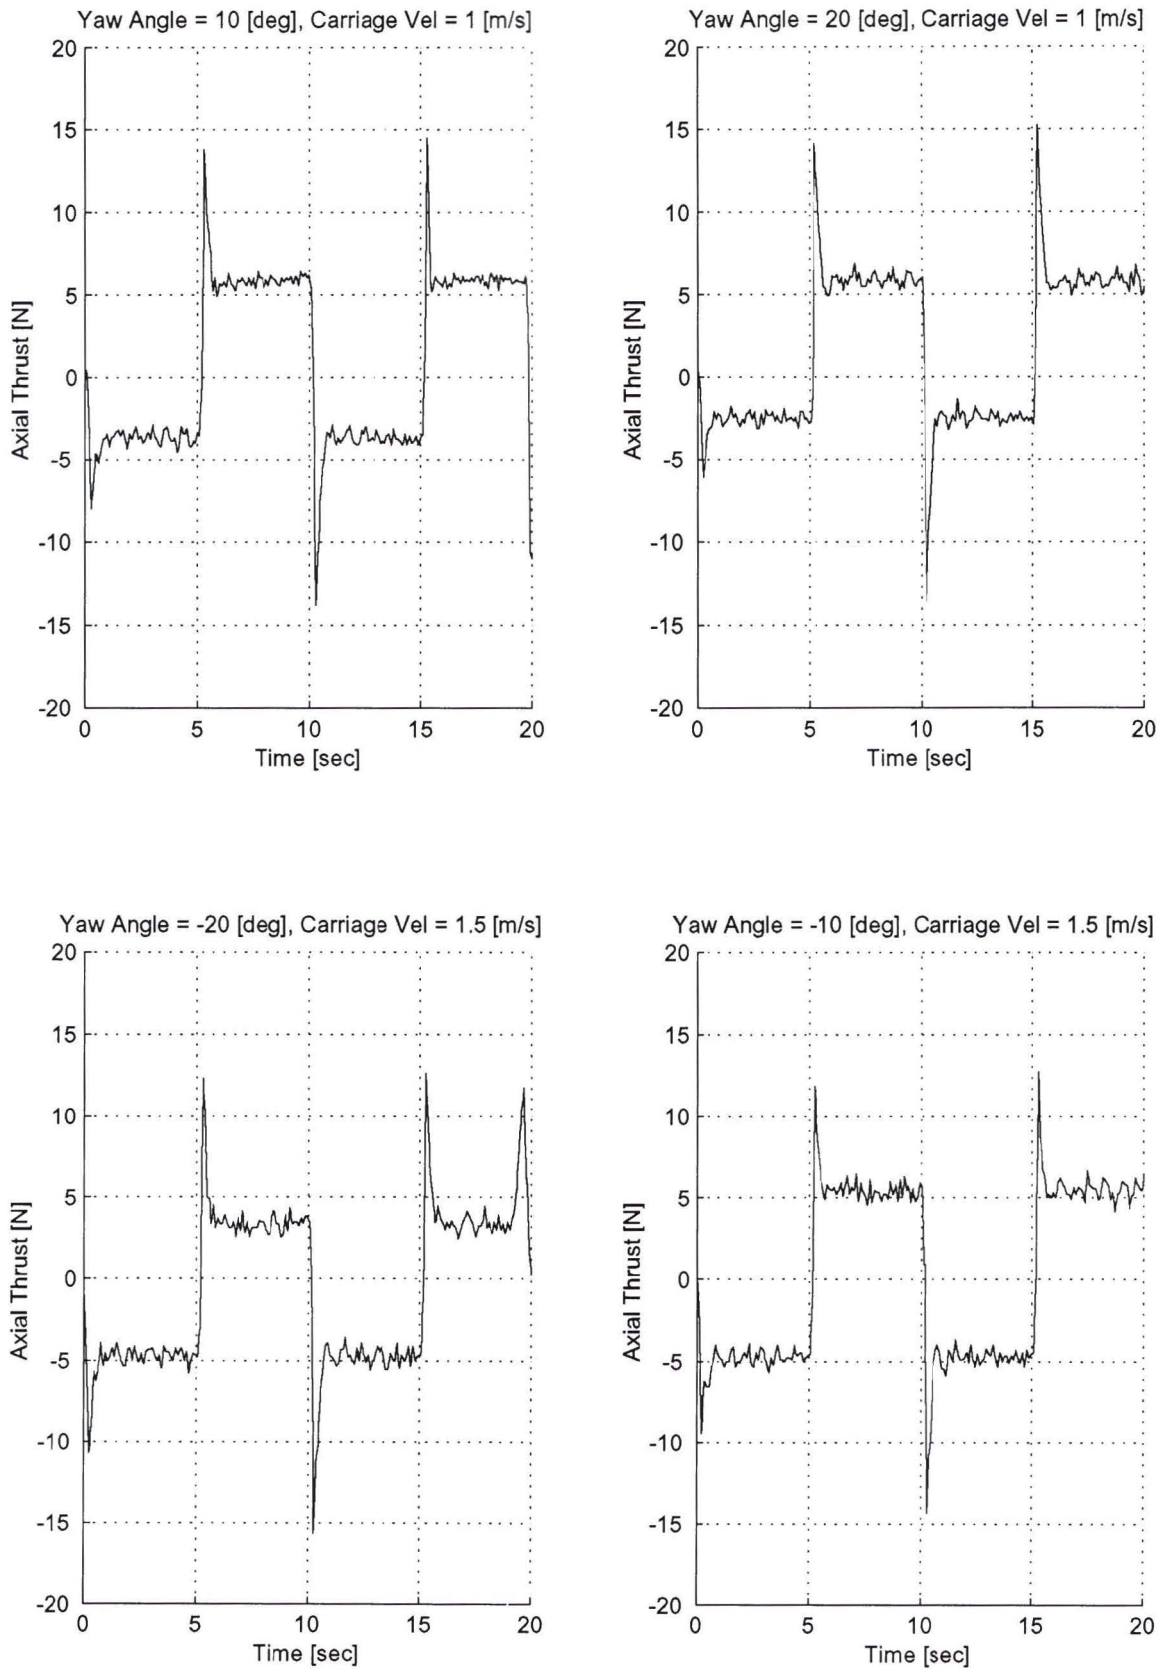 Yaw Angle = 10 [deg], Carriage Vel = 1 [m/s]
20
15
10
5
0
-5
-10
-15
-20
Axial Thrust [N]
0 5 10 15 20
Time [sec]
Yaw Angle = 20 [deg], Carriage Vel = 1 [m/s]
20
15
10
5
0
-5
-10
-15
-20
Axial Thrust [N]
0 5 10 15 20
Time [sec]
Yaw Angle = -20 [deg], Carriage Vel = 1.5 [m/s]
20
15
10
5
0
-5
-10
-15
-20
Axial Thrust [N]
0 5 10 15 20
Time [sec]
Yaw Angle = -10 [deg], Carriage Vel = 1.5 [m/s]
20
15
10
5
0
-5
-10
-15
-20
Axial Thrust [N]
0 5 10 15 20
Time [sec]